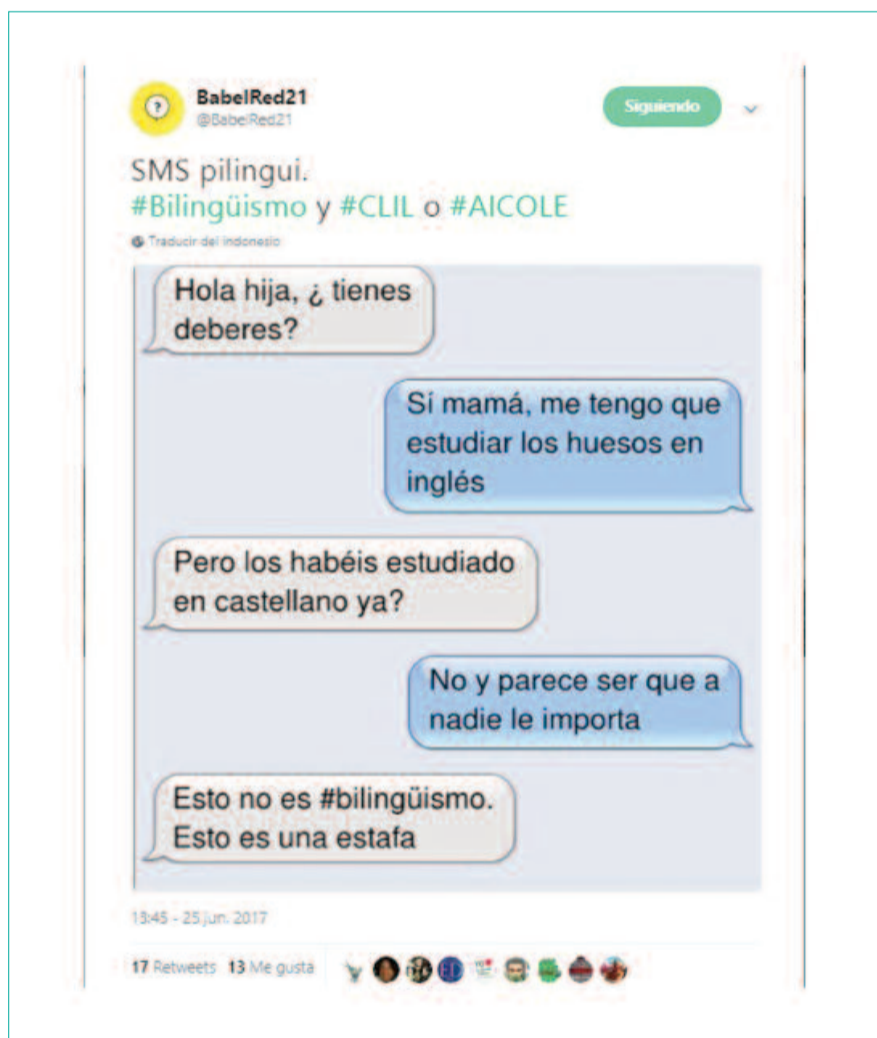 BabelRed21
@BabelRed21
Siguiendo
SMS pilingui.
#Bilingüismo y #CLIL o #AICOLE
Traducir del indonesio
Hola hija, ¿ tienes
deberes?
Sí mamá, me tengo que
estudiar los huesos en
inglés
Pero los habéis estudiado
en castellano ya?
No y parece ser que a
nadie le importa
Esto no es #bilingüismo.
Esto es una estafa
13:45 - 25 jun. 2017
17 Retweets 13 Me gusta